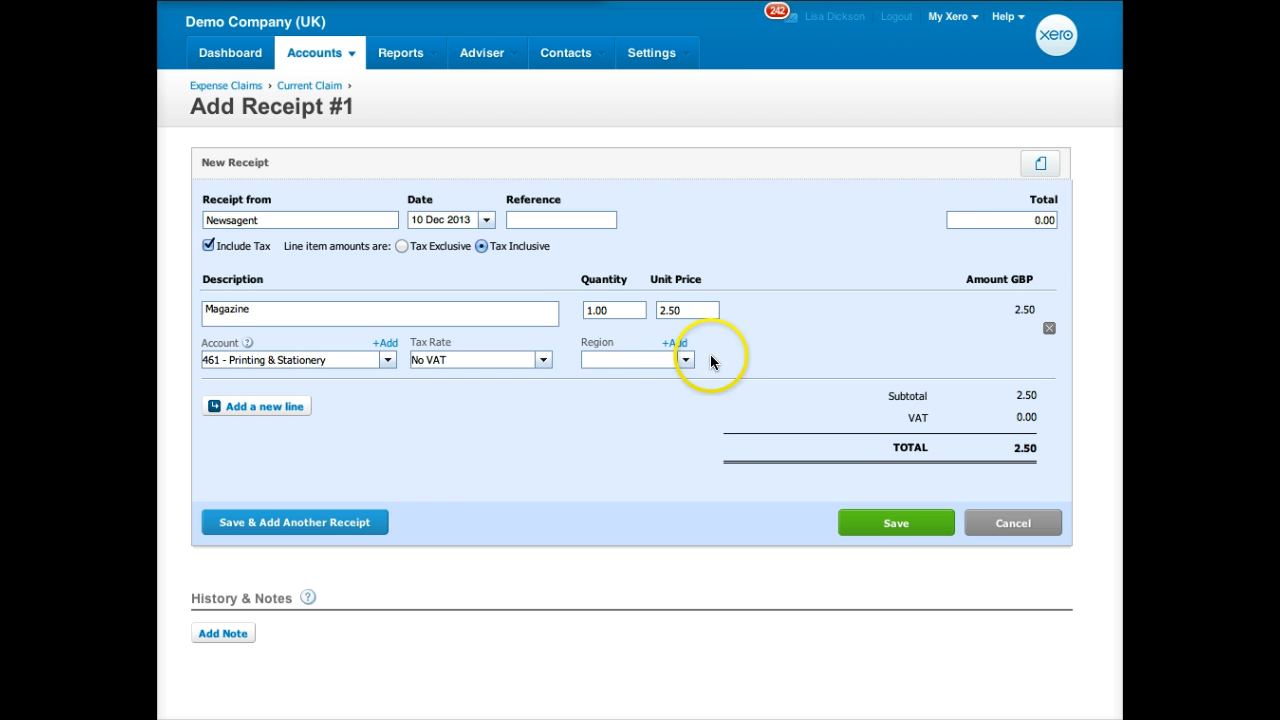 Demo Company (UK)
242 Lisa Dickson Logout My Xero Help
xero
Dashboard Accounts Reports Adviser Contacts Settings
Expense Claims › Current Claim ›
Add Receipt #1
New Receipt
Receipt from Date Reference Total
Newsagent 10 Dec 2013 0.00
Include Tax Line item amounts are: Tax Exclusive Tax Inclusive
Description Quantity Unit Price Amount GBP
Magazine 1.00 2.50 2.50
Account ? +Add Tax Rate Region +Add
461 - Printing & Stationery No VAT
Add a new line
Subtotal 2.50
VAT 0.00
TOTAL 2.50
Save & Add Another Receipt Save Cancel
History & Notes ?
Add Note